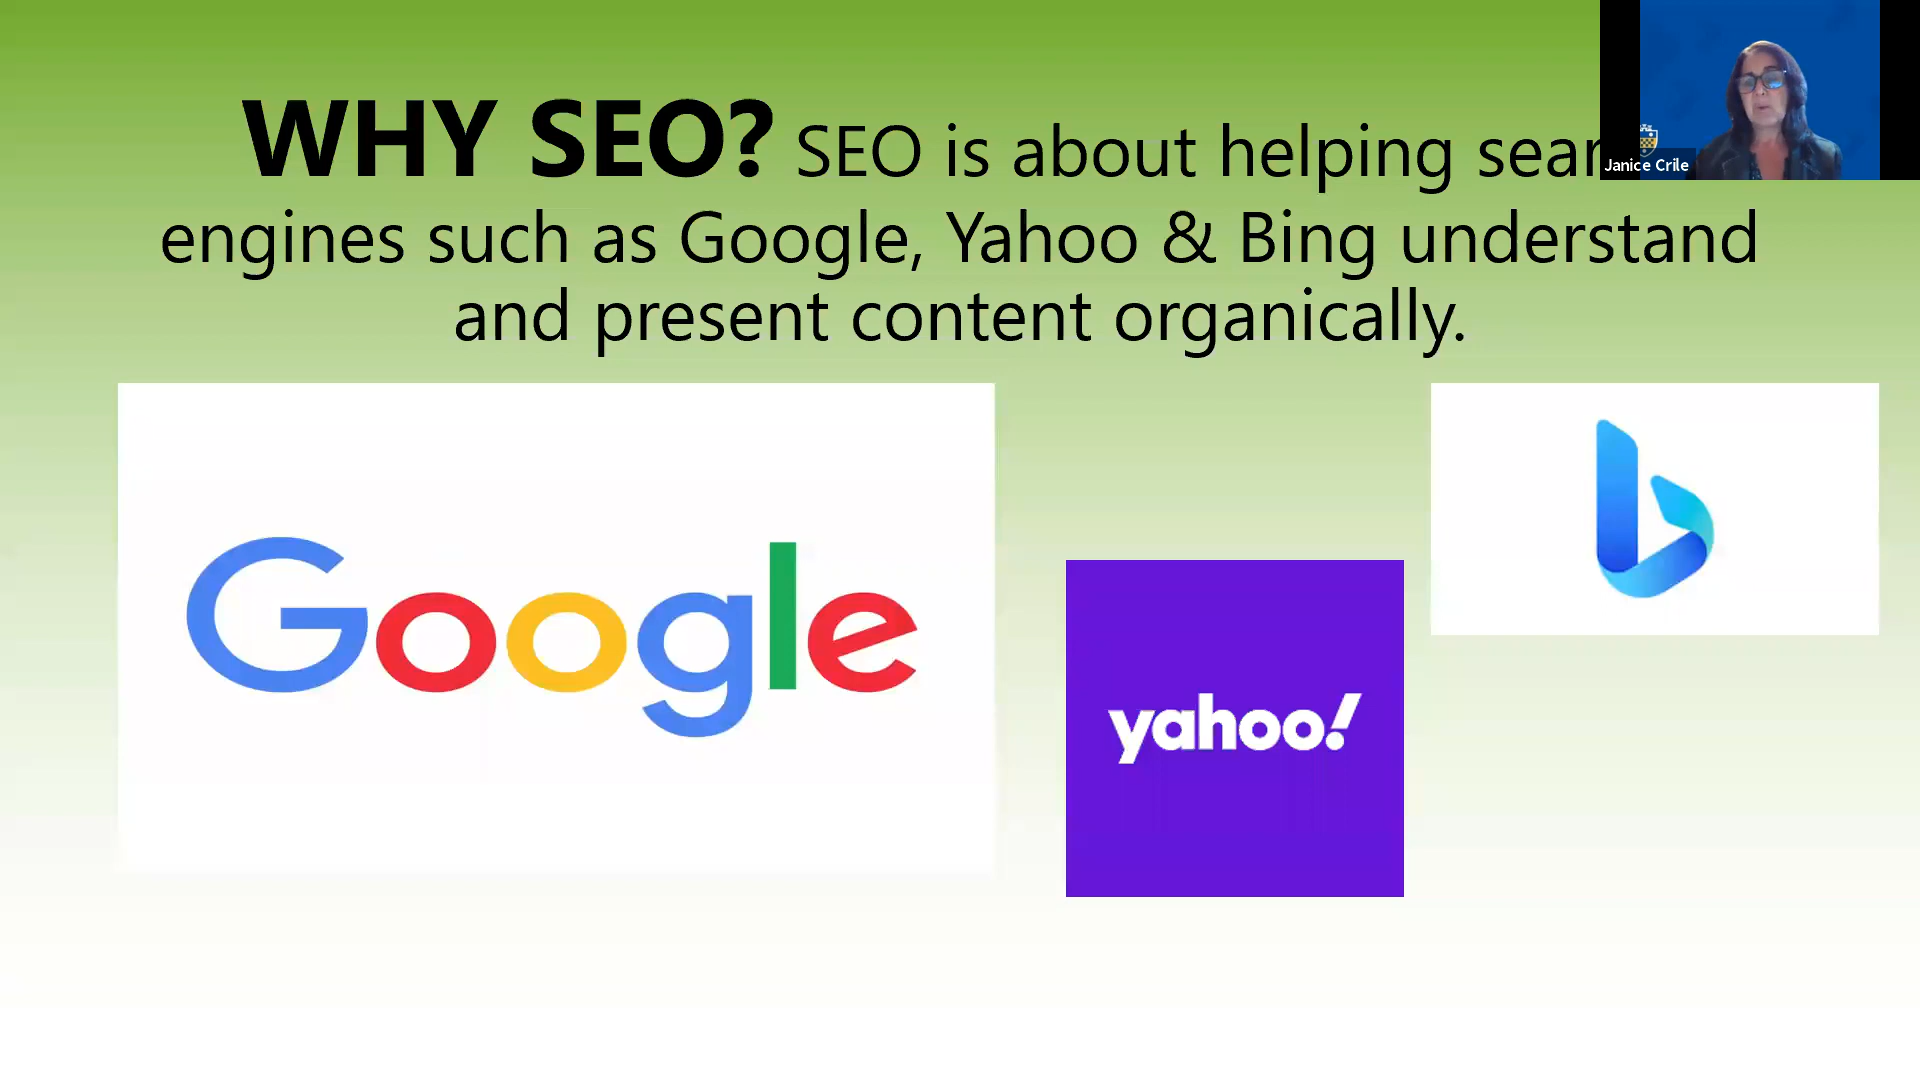 WHY SEO? SEO is about helping
engines such as Google, Yahoo & Bing understand
and present content organically.
Janice Crile
Google
yahoo!